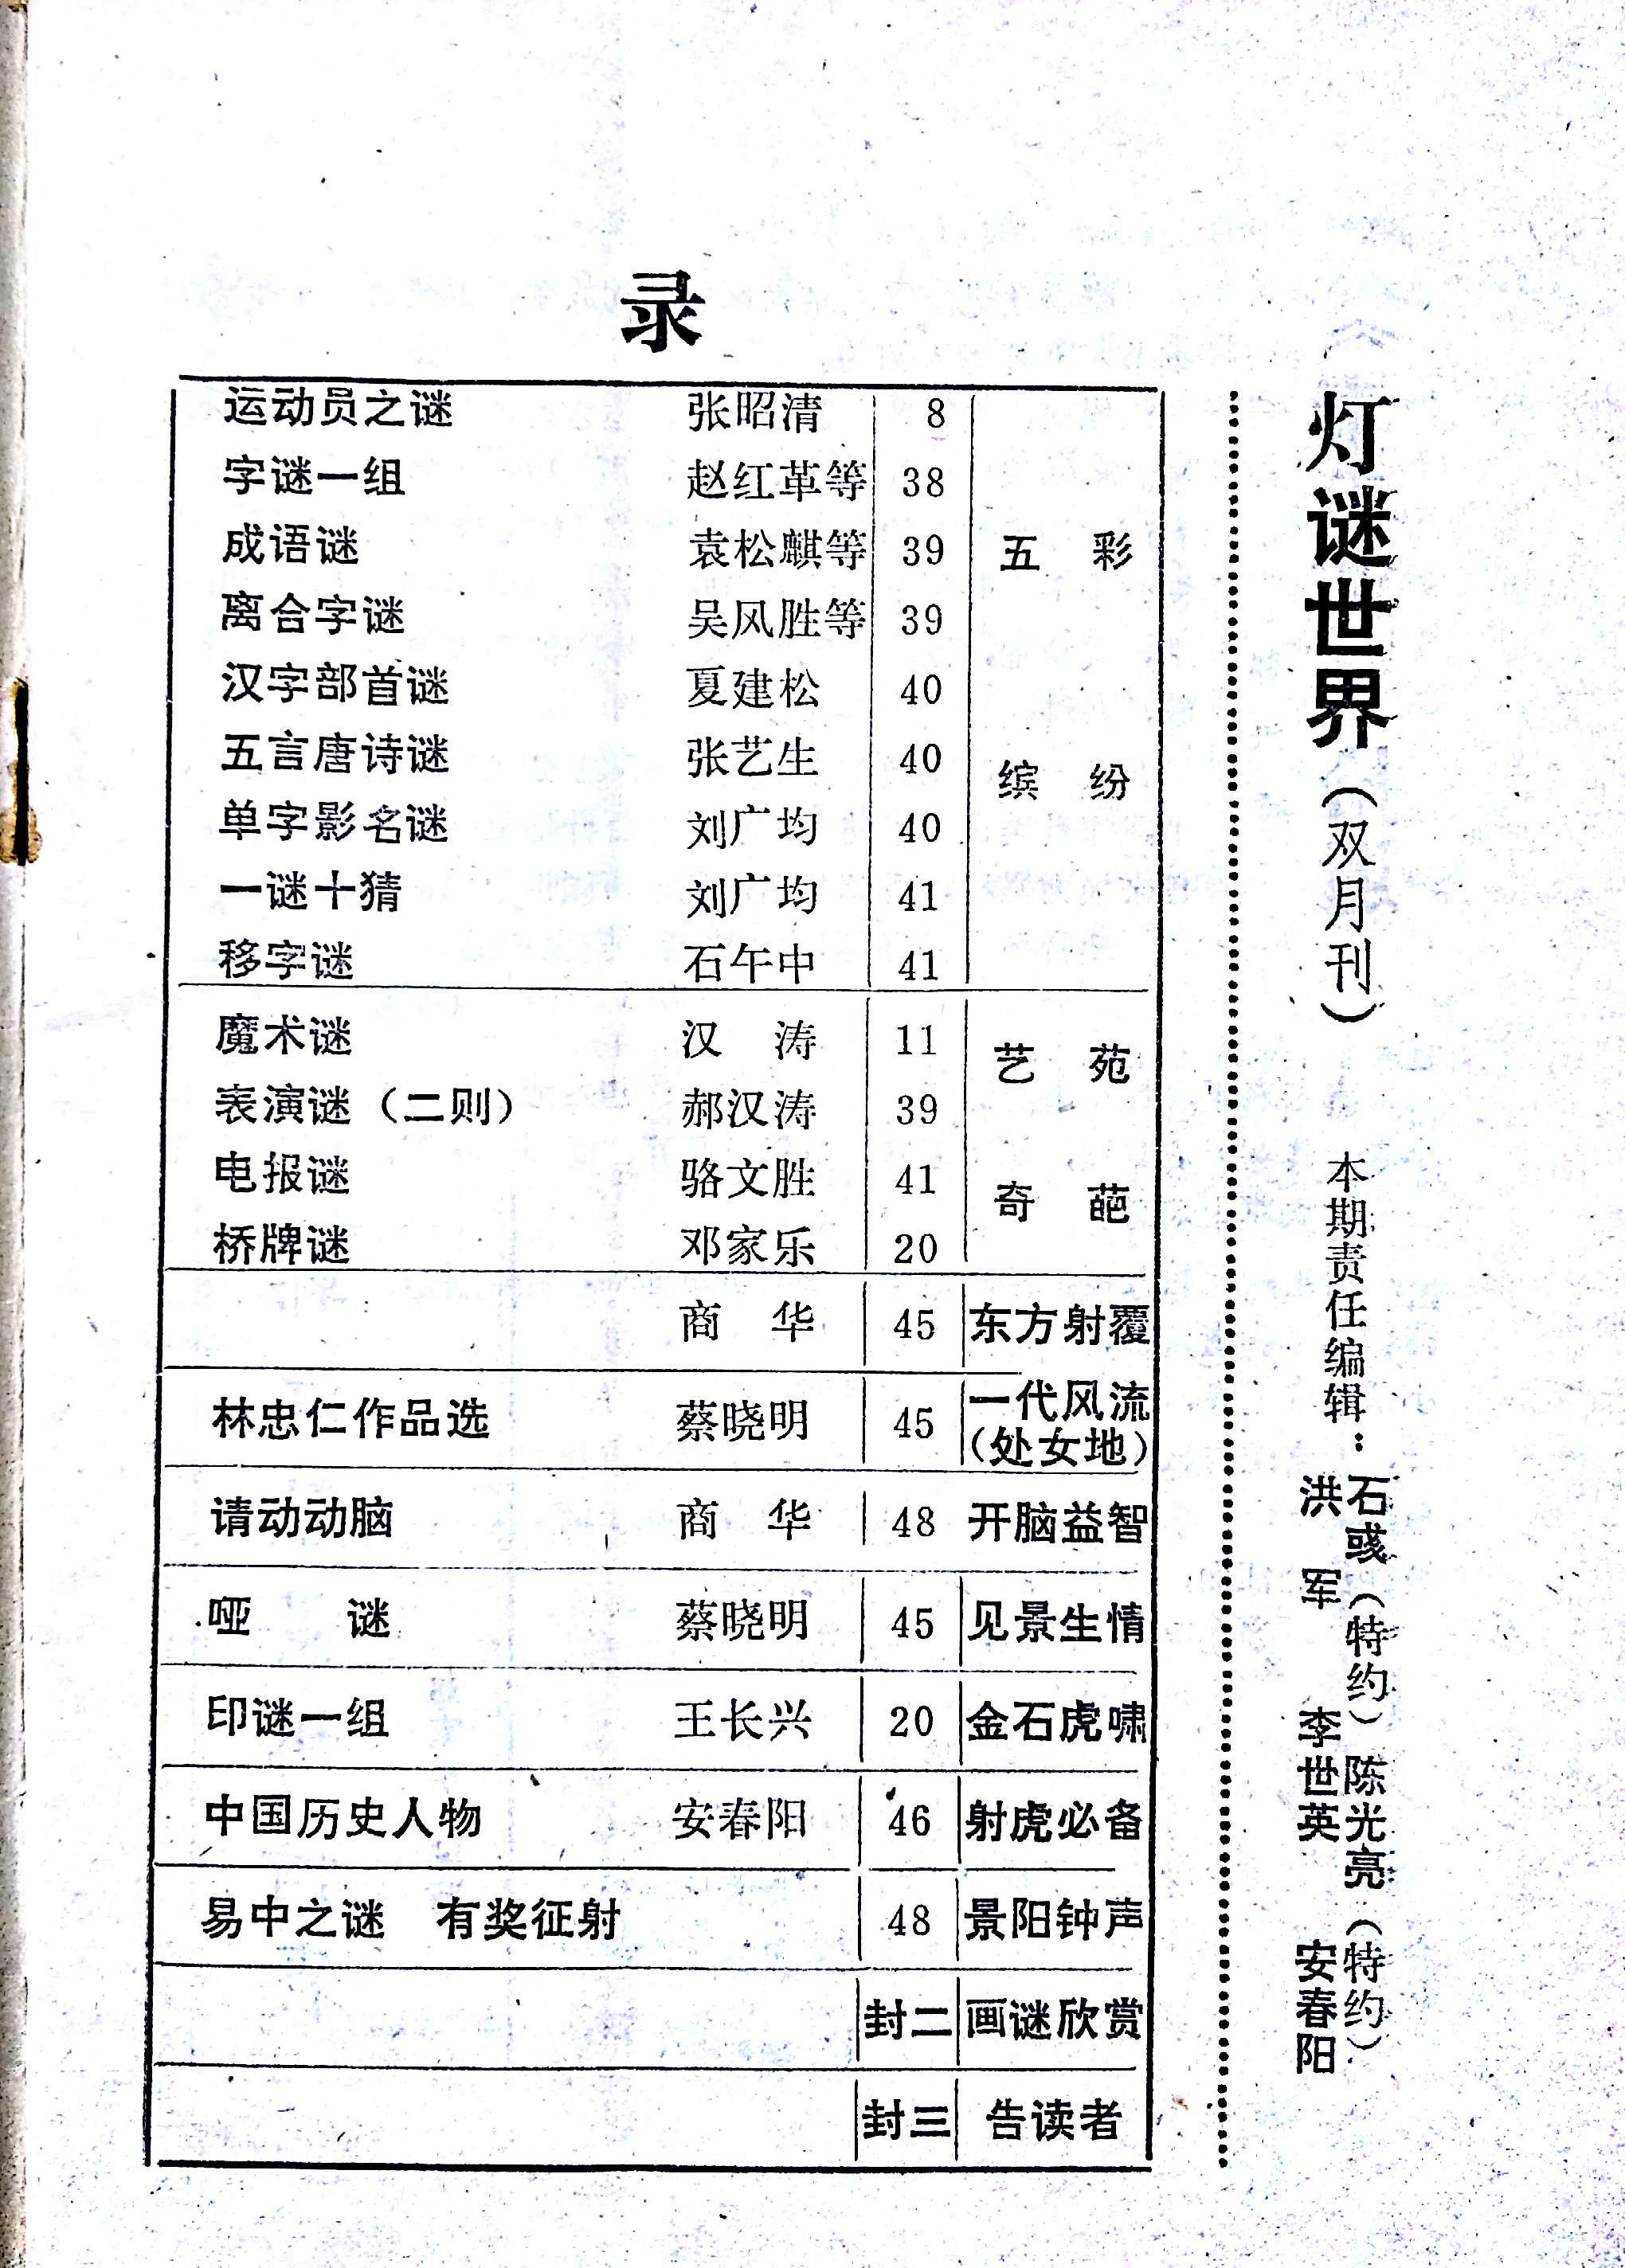 录
运动员之谜 张昭清 8
字谜一组 赵红革等 38
成语谜 袁松麒等 39
离合字谜 吴风胜等 39
汉字部首谜 夏建松 40
五言唐诗谜 张艺生 40
单字影名谜 刘广均 40
一谜十猜 刘广均 41
移字谜 石午中 41
五彩
缤纷
魔术谜 汉涛 11
表演谜（二则） 郝汉涛 39
电报谜 骆文胜 41
桥牌谜 邓家乐 20
艺苑
奇葩
商华 45 东方射覆
林忠仁作品选 蔡晓明 45 一代风流
（处女地）
请动动脑 商华 48 开脑益智
哑谜 蔡晓明 45 见景生情
印谜一组 王长兴 20 金石虎啸
中国历史人物 安春阳 46 射虎必备
易中之谜 有奖征射 48 景阳钟声
封二 画谜欣赏
封三 告读者
灯谜世界（双月刊）
本期责任编辑：
石彧（特约）陈光亮（特约）
洪军 李世英 安春阳